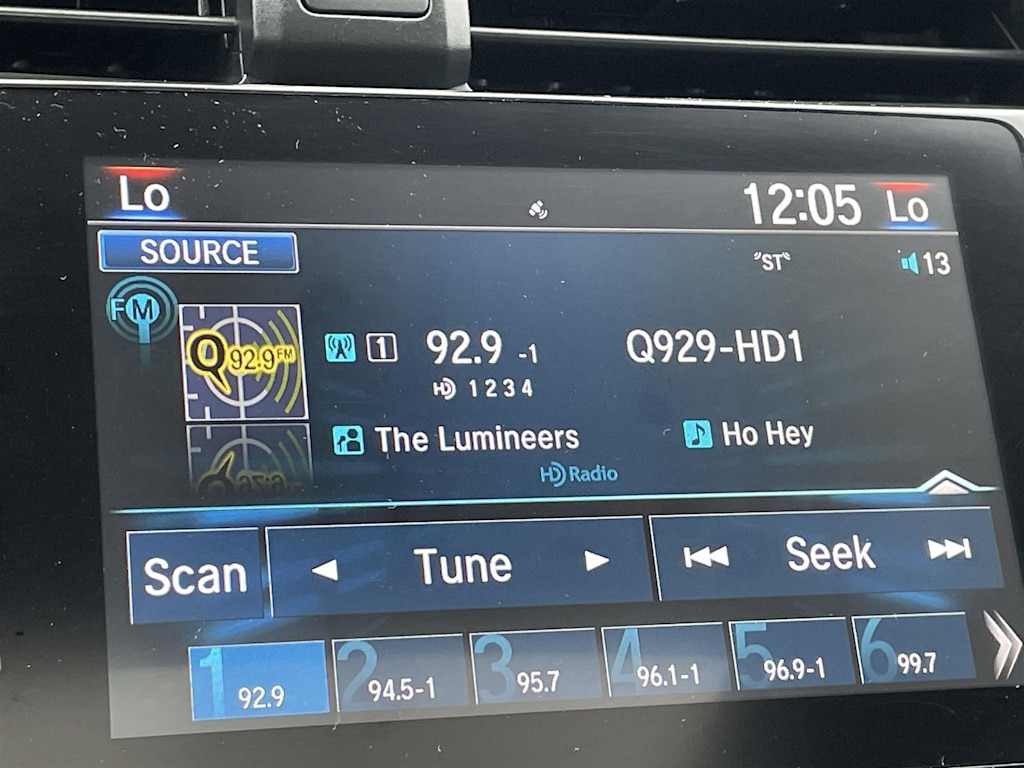 Lo 12:05 Lo
SOURCE "ST" 13
FM
Q 92.9 FM
1 92.9 -1 Q929-HD1
HD 1 2 3 4
The Lumineers Ho Hey
HD Radio
Scan Tune Seek
1 92.9 2 94.5-1 3 95.7 4 96.1-1 5 96.9-1 6 99.7